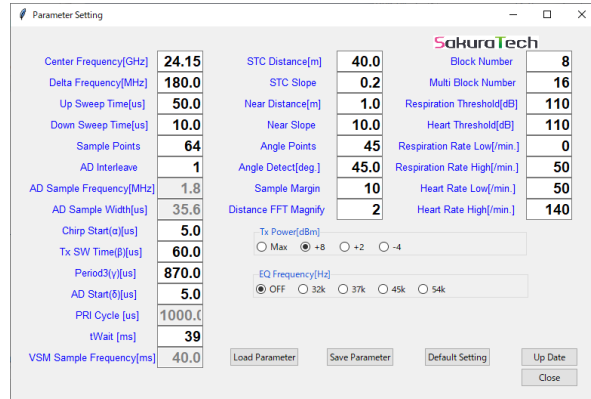 Parameter Setting
SakuraTech
Center Frequency[GHz] 24.15 STC Distance[m] 40.0 Block Number 8
Delta Frequency[MHz] 180.0 STC Slope 0.2 Multi Block Number 16
Up Sweep Time[us] 50.0 Near Distance[m] 1.0 Respiration Threshold[dB] 110
Down Sweep Time[us] 10.0 Near Slope 10.0 Heart Threshold[dB] 110
Sample Points 64 Angle Points 45 Respiration Rate Low[/min.] 0
AD Interleave 1 Angle Detect[deg.] 45.0 Respiration Rate High[/min.] 50
AD Sample Frequency[MHz] 1.8 Sample Margin 10 Heart Rate Low[/min.] 50
AD Sample Width[us] 35.6 Distance FFT Magnify 2 Heart Rate High[/min.] 140
Chirp Start(α)[us] 5.0 Tx Power[dBm]
Tx SW Time(β)[us] 60.0 Max +8 +2 -4
Period3(γ)[us] 870.0 EQ Frequency[Hz]
AD Start(δ)[us] 5.0 OFF 32k 37k 45k 54k
PRI Cycle [us] 1000.(
tWait [ms] 39
VSM Sample Frequency[ms] 40.0 Load Parameter Save Parameter Default Setting Up Date
Close